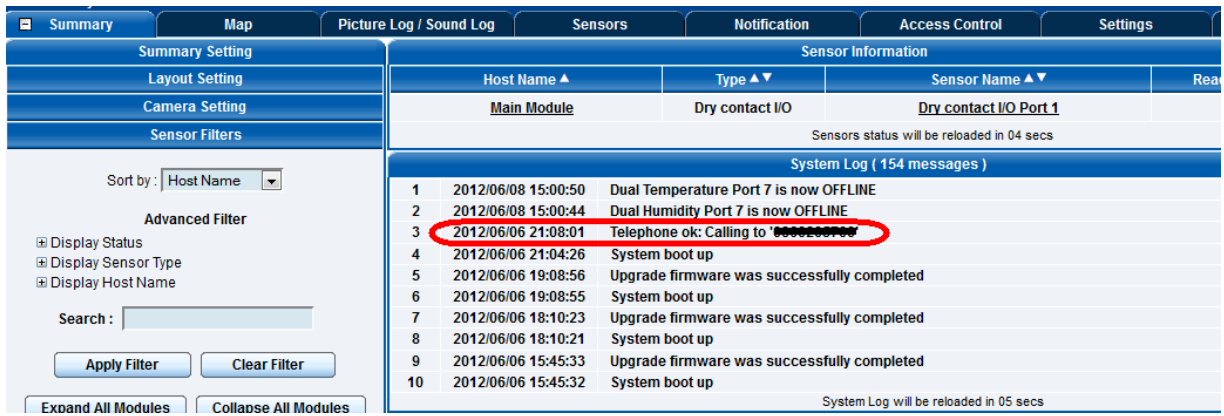 Summary Map Picture Log / Sound Log Sensors Notification Access Control Settings
Summary Setting
Layout Setting
Camera Setting
Sensor Filters
Sort by : Host Name
Advanced Filter
Display Status
Display Sensor Type
Display Host Name
Search :
Apply Filter Clear Filter
Expand All Modules Collapse All Modules
Sensor Information
Host Name Type Sensor Name
Main Module Dry contact I/O Dry contact I/O Port 1
Sensors status will be reloaded in 04 secs
System Log ( 154 messages )
1 2012/06/08 15:00:50 Dual Temperature Port 7 is now OFFLINE
2 2012/06/08 15:00:44 Dual Humidity Port 7 is now OFFLINE
3 2012/06/06 21:08:01 Telephone ok: Calling to '
4 2012/06/06 21:04:26 System boot up
5 2012/06/06 19:08:56 Upgrade firmware was successfully completed
6 2012/06/06 19:08:55 System boot up
7 2012/06/06 18:10:23 Upgrade firmware was successfully completed
8 2012/06/06 18:10:21 System boot up
9 2012/06/06 15:45:33 Upgrade firmware was successfully completed
10 2012/06/06 15:45:32 System boot up
System Log will be reloaded in 05 secs